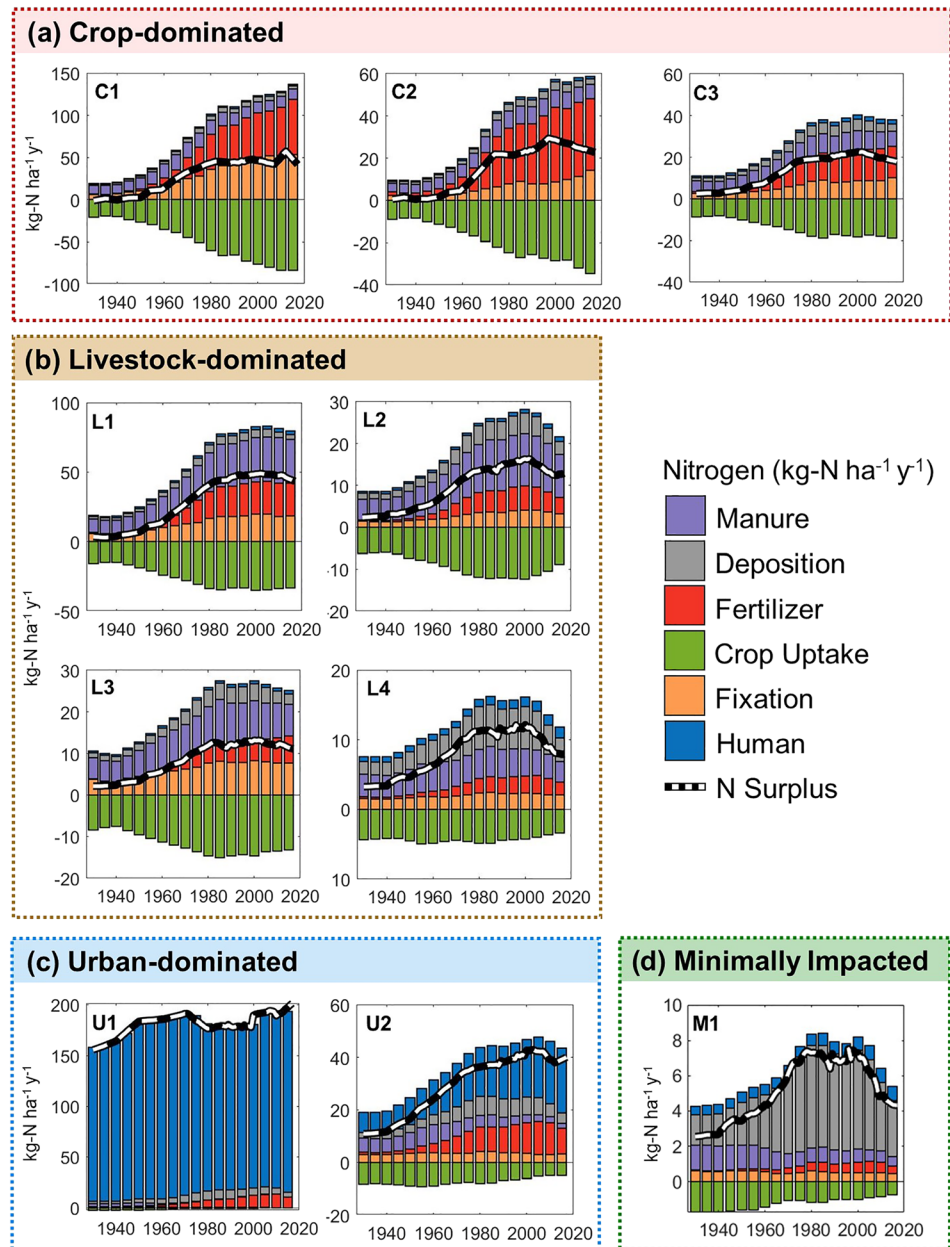 (a) Crop-dominated
150
100
50
0
-50
-100
C1
kg-N ha-1 y-1
1940 1960 1980 2000 2020
60
40
20
0
-20
-40
C2
1940 1960 1980 2000 2020
60
40
20
0
-20
-40
C3
1940 1960 1980 2000 2020
(b) Livestock-dominated
kg-N ha-1 y-1
100
50
0
-50
L1
1940 1960 1980 2000 2020
30
20
10
0
-10
-20
L2
1940 1960 1980 2000 2020
30
20
10
0
-10
-20
L3
1940 1960 1980 2000 2020
20
10
0
10
L4
1940 1960 1980 2000 2020
Nitrogen (kg-N ha-1 y-1)
Manure
Deposition
Fertilizer
Crop Uptake
Fixation
Human
N Surplus
(c) Urban-dominated
200
150
100
50
0
U1
kg-N ha-1 y-1
1940 1960 1980 2000 2020
60
40
20
0
-20
U2
1940 1960 1980 2000 2020
(d) Minimally Impacted
10
8
6
4
2
0
M1
kg-N ha-1 y-1
1940 1960 1980 2000 2020